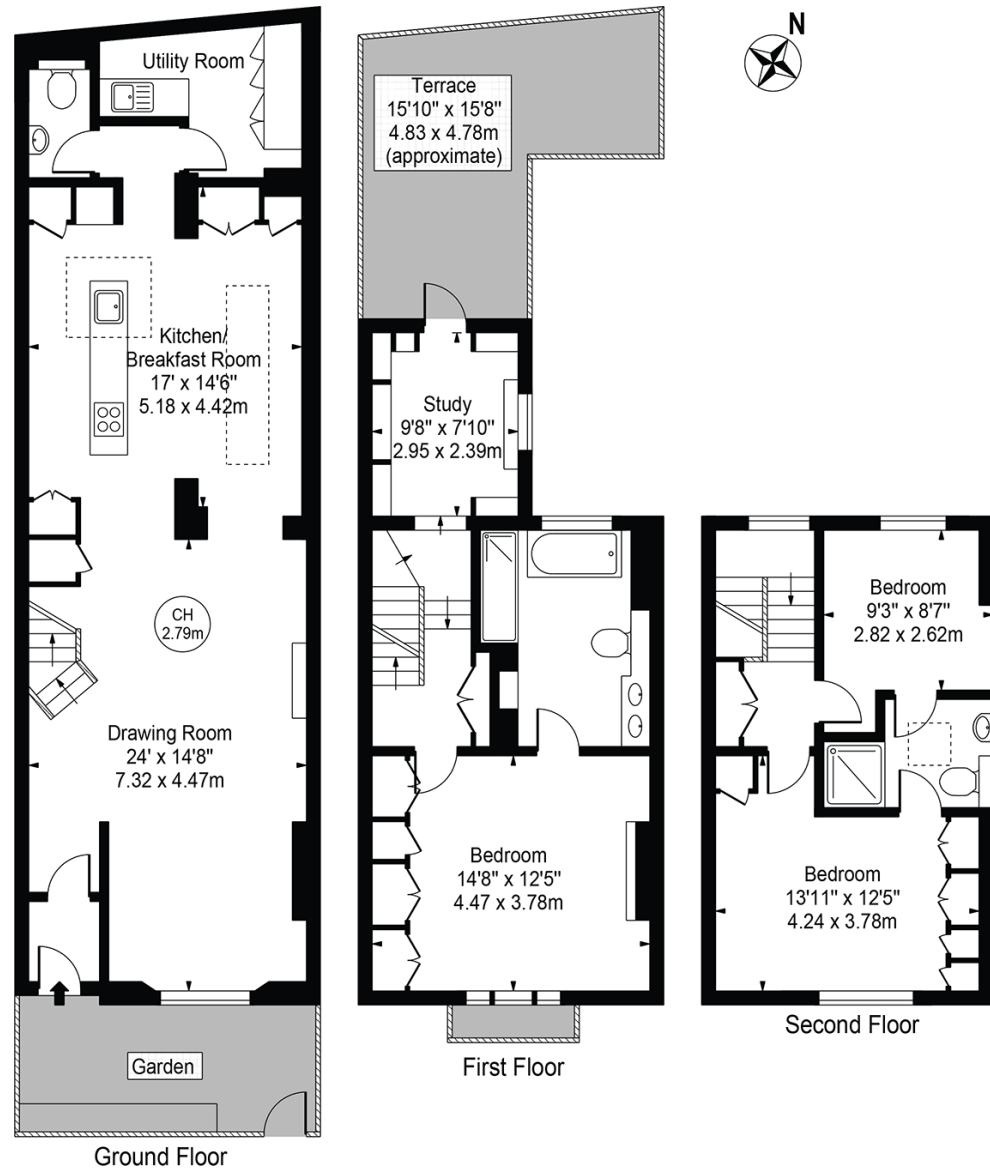 N
Utility Room
Terrace
15'10" x 15'8"
4.83 x 4.78m
(approximate)
Kitchen/
Breakfast Room
17' x 14'6"
5.18 x 4.42m
Study
9'8" x 7'10"
2.95 x 2.39m
CH
2.79m
Drawing Room
24' x 14'8"
7.32 x 4.47m
Bedroom
14'8" x 12'5"
4.47 x 3.78m
Bedroom
9'3" x 8'7"
2.82 x 2.62m
Bedroom
13'11" x 12'5"
4.24 x 3.78m
Garden
Ground Floor
First Floor
Second Floor